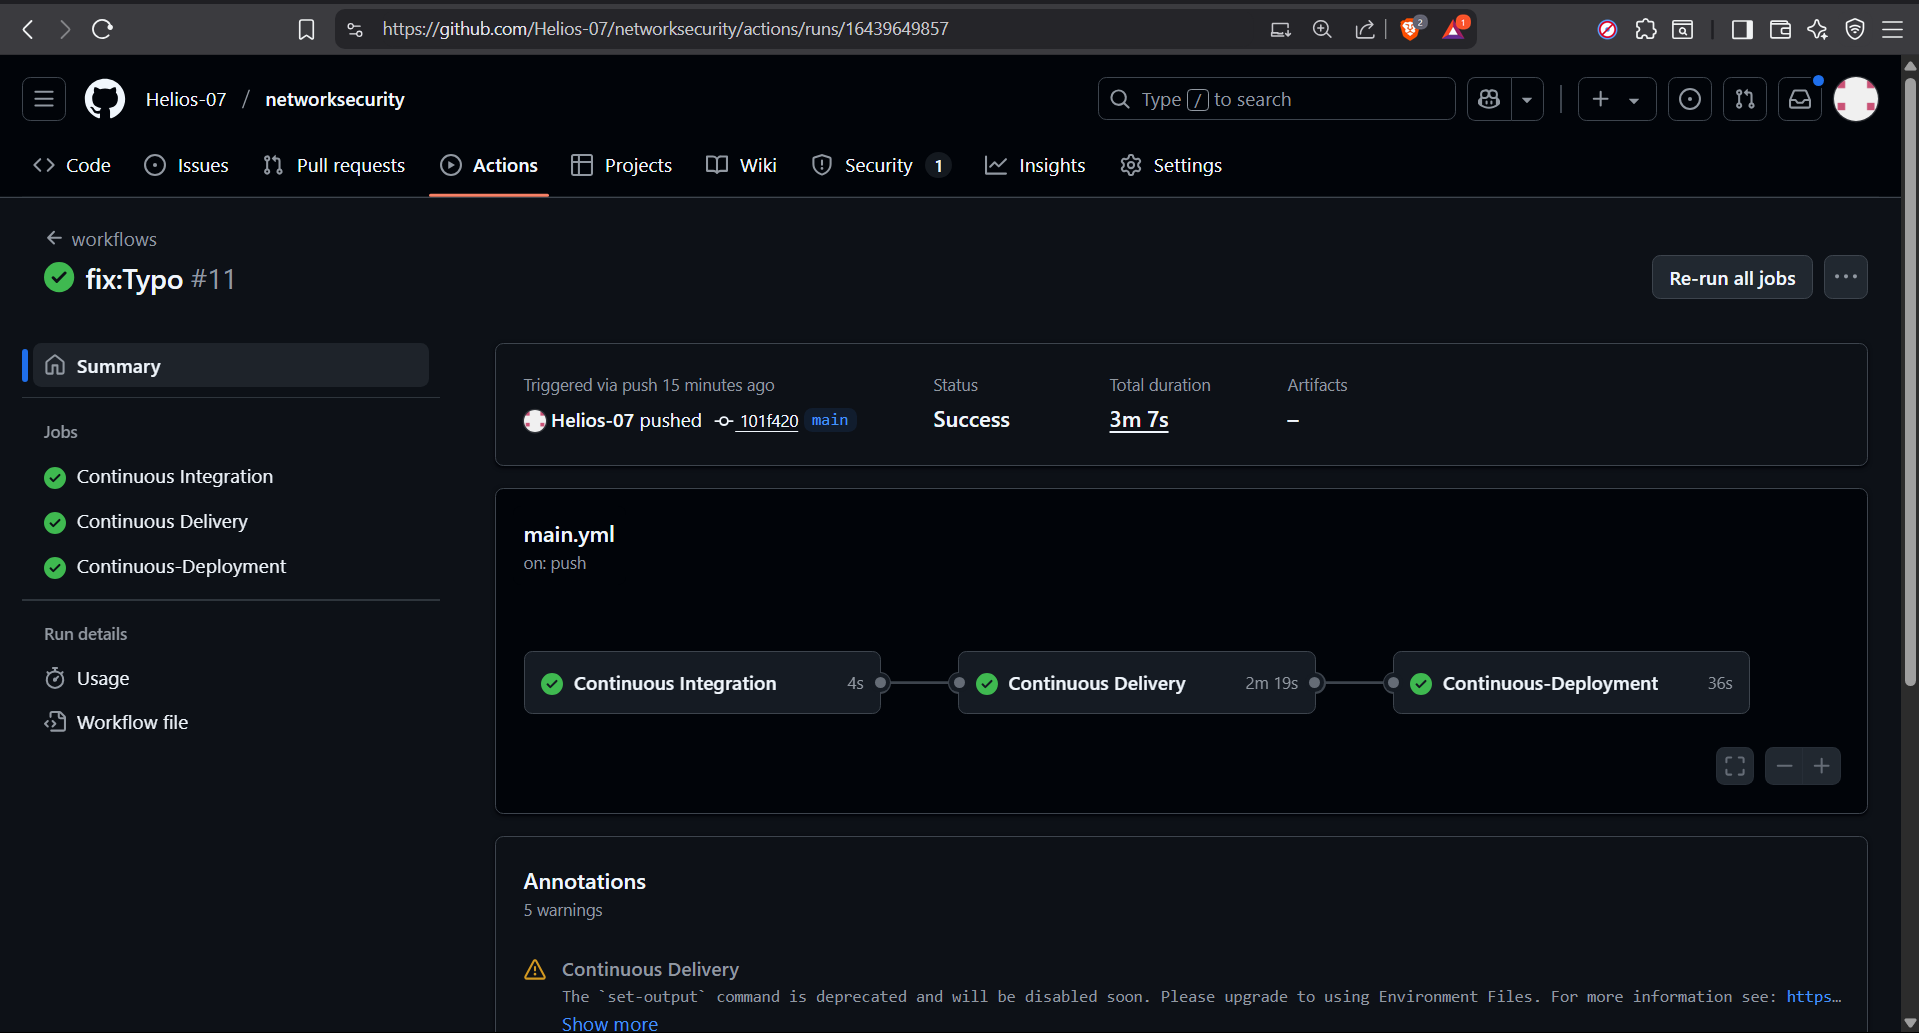 https://github.com/Helios-07/networksecurity/actions/runs/16439649857
2
1
Helios-07 / networksecurity
Type / to search
Code
Issues
Pull requests
Actions
Projects
Wiki
Security 1
Insights
Settings
workflows
fix:Typo #11
Re-run all jobs
Summary
Jobs
Continuous Integration
Continuous Delivery
Continuous-Deployment
Run details
Usage
Workflow file
Triggered via push 15 minutes ago
Helios-07 pushed 101f420 main
Status
Success
Total duration
3m 7s
Artifacts
–
main.yml
on: push
Continuous Integration 4s
Continuous Delivery 2m 19s
Continuous-Deployment 36s
Annotations
5 warnings
Continuous Delivery
The `set-output` command is deprecated and will be disabled soon. Please upgrade to using Environment Files. For more information see: https…
Show more